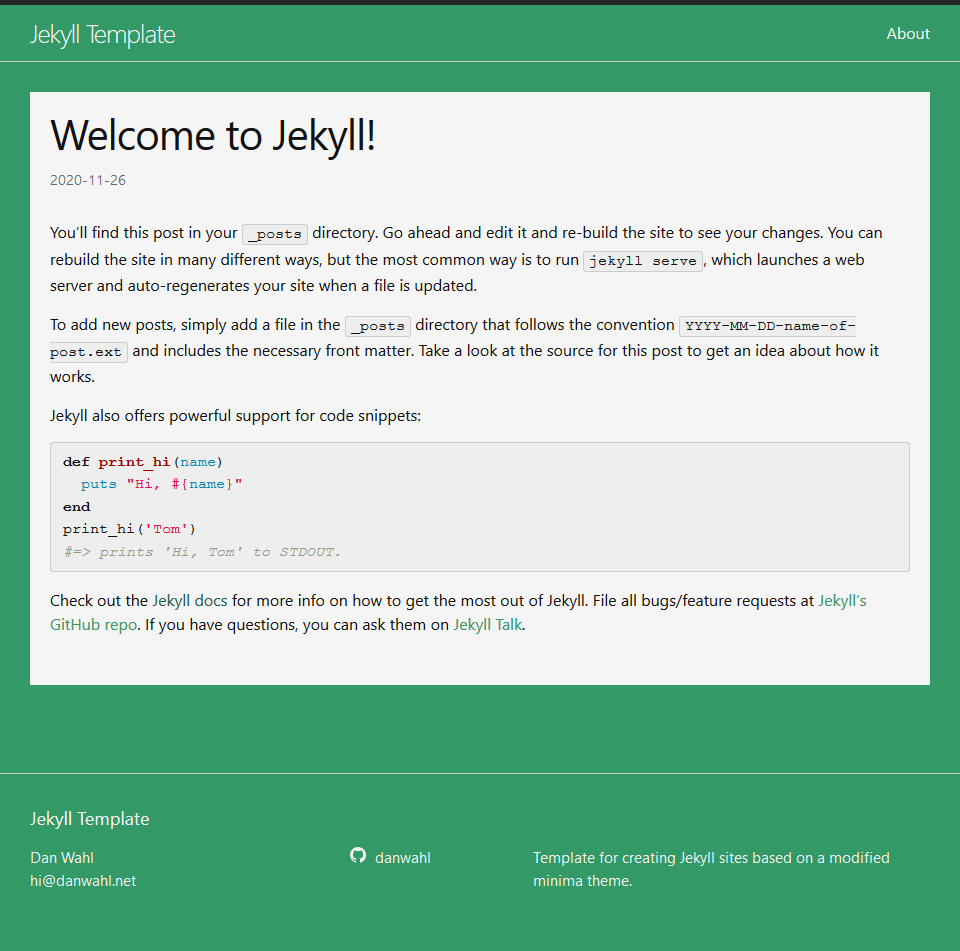 Jekyll Template
About
Welcome to Jekyll!
2020-11-26
You’ll find this post in your _posts directory. Go ahead and edit it and re-build the site to see your changes. You can
rebuild the site in many different ways, but the most common way is to run jekyll serve, which launches a web
server and auto-regenerates your site when a file is updated.
To add new posts, simply add a file in the _posts directory that follows the convention YYYY-MM-DD-name-of-
post.ext and includes the necessary front matter. Take a look at the source for this post to get an idea about how it
works.
Jekyll also offers powerful support for code snippets:
def print_hi(name)
  puts "Hi, #{name}"
end
print_hi('Tom')
#=> prints 'Hi, Tom' to STDOUT.
Check out the Jekyll docs for more info on how to get the most out of Jekyll. File all bugs/feature requests at Jekyll’s
GitHub repo. If you have questions, you can ask them on Jekyll Talk.
Jekyll Template
Dan Wahl
hi@danwahl.net
danwahl
Template for creating Jekyll sites based on a modified
minima theme.